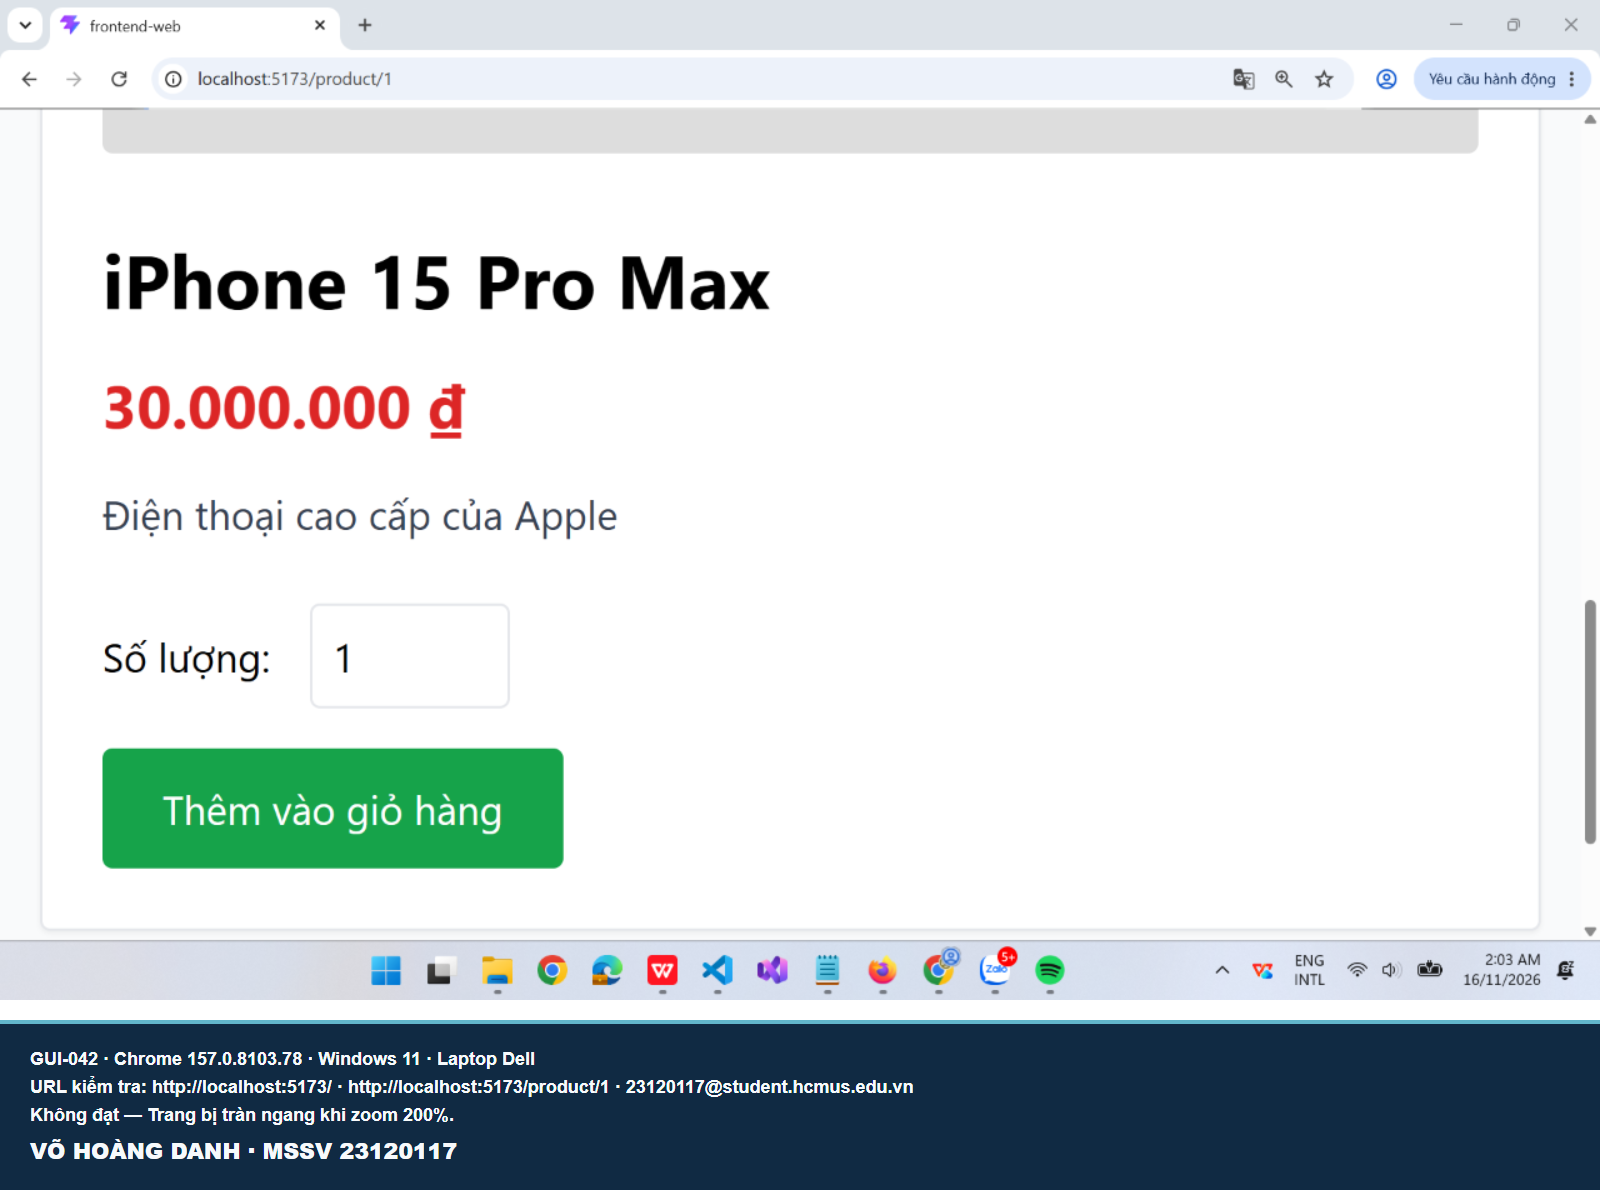 frontend-web
localhost:5173/product/1
Yêu cầu hành động
iPhone 15 Pro Max
30.000.000 ₫
Điện thoại cao cấp của Apple
Số lượng: 1
Thêm vào giỏ hàng
Zalo 5+
ENG
INTL
2:03 AM
16/11/2026
GUI-042 · Chrome 157.0.8103.78 · Windows 11 · Laptop Dell
URL kiểm tra: http://localhost:5173/ · http://localhost:5173/product/1 · 23120117@student.hcmus.edu.vn
Không đạt — Trang bị tràn ngang khi zoom 200%.
VÕ HOÀNG DANH · MSSV 23120117